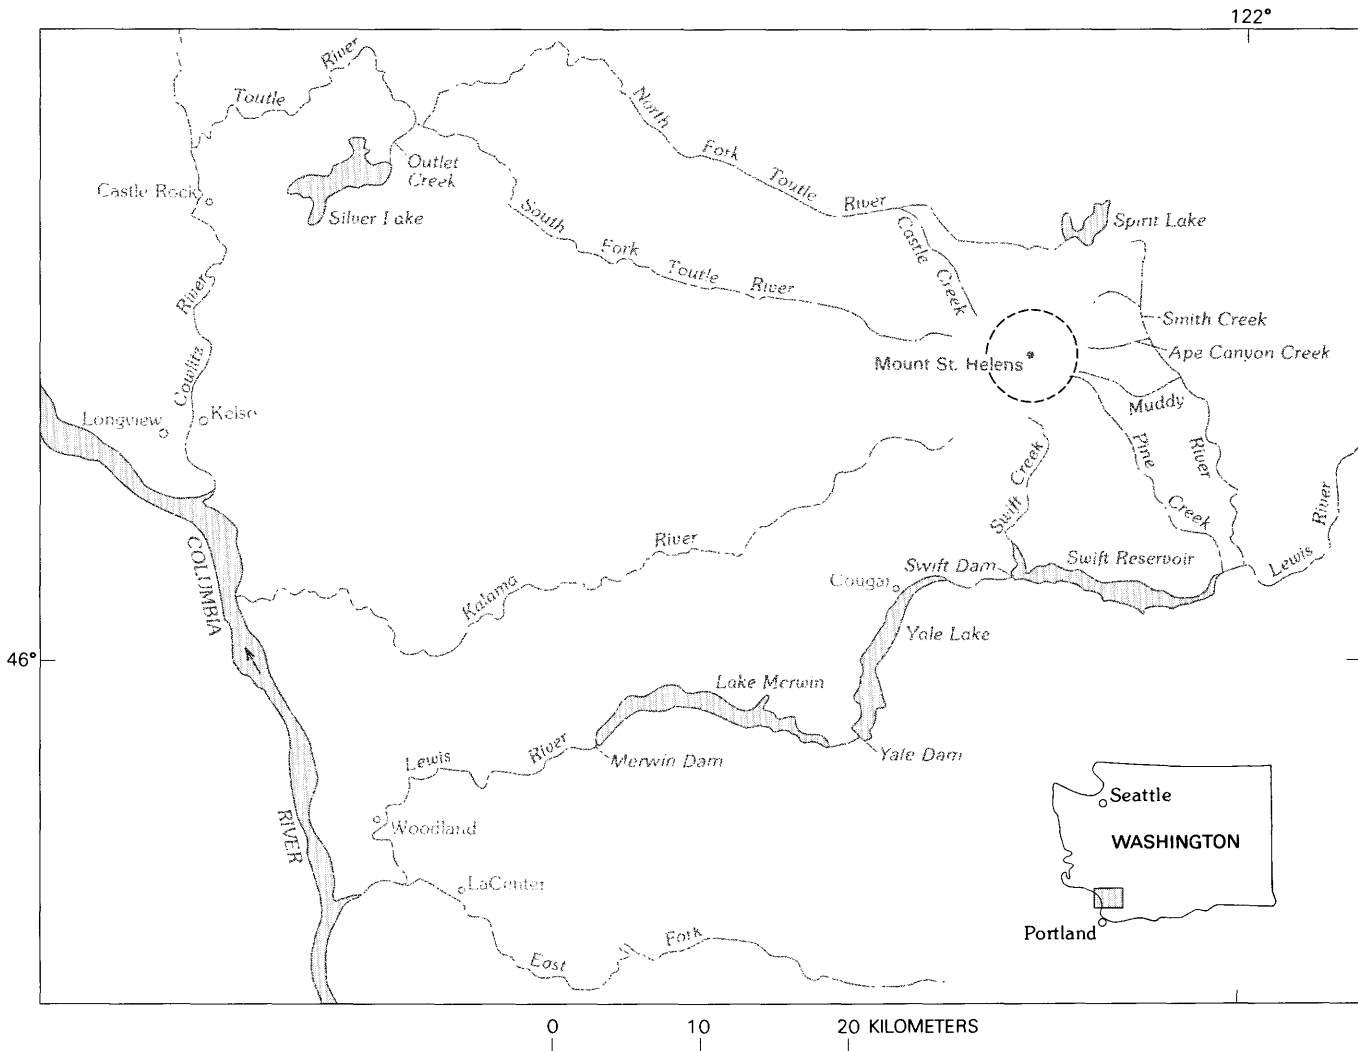 122°
Toutle River
North Fork Toutle River
Outlet Creek
Castle Rock
Silver Lake
South Fork Toutle River
Castle Creek
Spirit Lake
Smith Creek
Ape Canyon Creek
Mount St. Helens
Muddy River
Cowlitz River
Longview
Kelso
Pine Creek
Swift Creek
COLUMBIA RIVER
Kalama River
Swift Dam
Swift Reservoir
Lewis River
Cougar
Yale Lake
46°
Lake Merwin
Lewis River
Merwin Dam
Yale Dam
Woodland
LaCenter
East Fork
Seattle
WASHINGTON
Portland
0 10 20 KILOMETERS